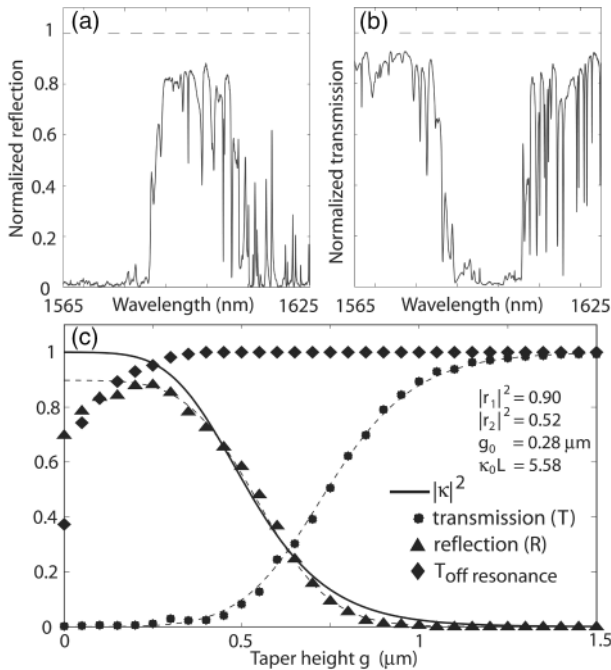 (a)
(b)
Normalized reflection
1
0.8
0.6
0.4
0.2
0
1565 Wavelength (nm) 1625
Normalized transmission
1565 Wavelength (nm) 1625
(c)
1
0.8
0.6
0.4
0.2
0
|r₁|² = 0.90
|r₂|² = 0.52
g₀ = 0.28 μm
κ₀L = 5.58
|κ|²
transmission (T)
reflection (R)
T off resonance
0 0.5 1 1.5
Taper height g (μm)